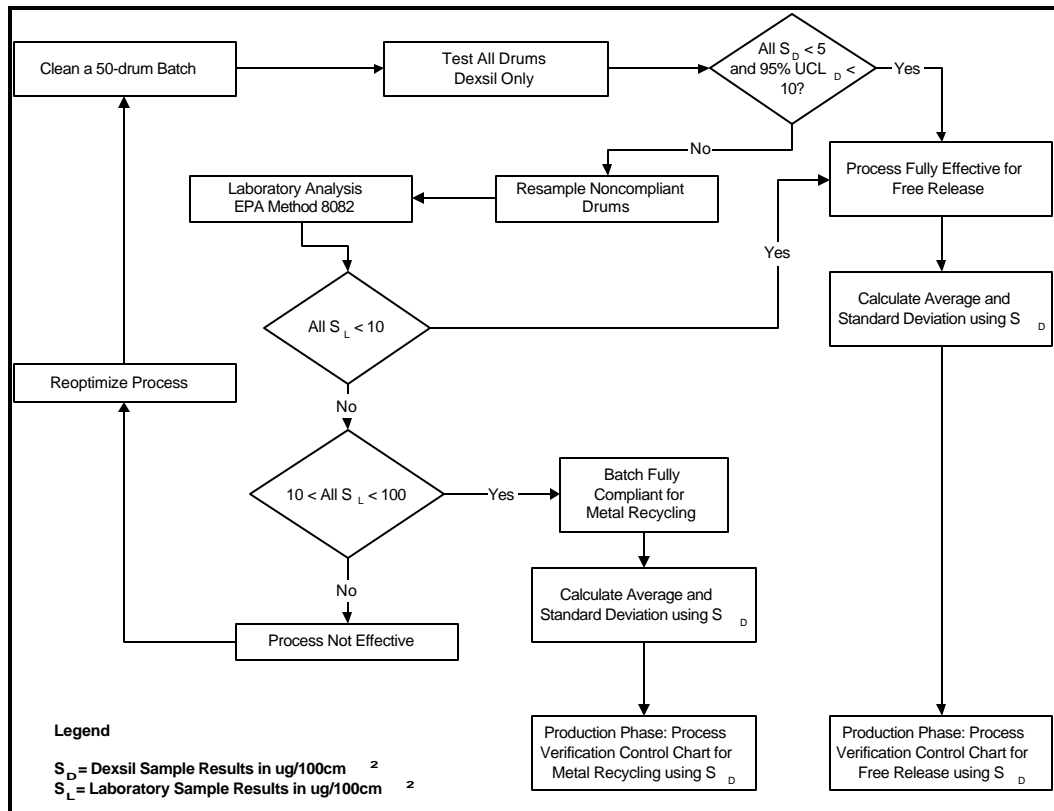 Clean a 50-drum Batch
Test All Drums
Dexsil Only
All S D < 5
and 95% UCL D <
10?
Yes
No
Process Fully Effective for
Free Release
Laboratory Analysis
EPA Method 8082
Resample Noncompliant
Drums
Yes
All S L < 10
Calculate Average and
Standard Deviation using S D
Reoptimize Process
No
10 < All S L < 100
Yes
Batch Fully
Compliant for
Metal Recycling
No
Calculate Average and
Standard Deviation using S D
Process Not Effective
Production Phase: Process
Verification Control Chart for
Metal Recycling using S D
Production Phase: Process
Verification Control Chart for
Free Release using S D
Legend
S D = Dexsil Sample Results in ug/100cm 2
S L = Laboratory Sample Results in ug/100cm 2